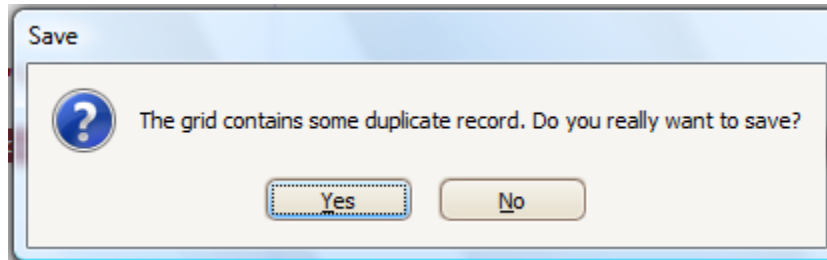 Save
The grid contains some duplicate record. Do you really want to save?
Yes
No